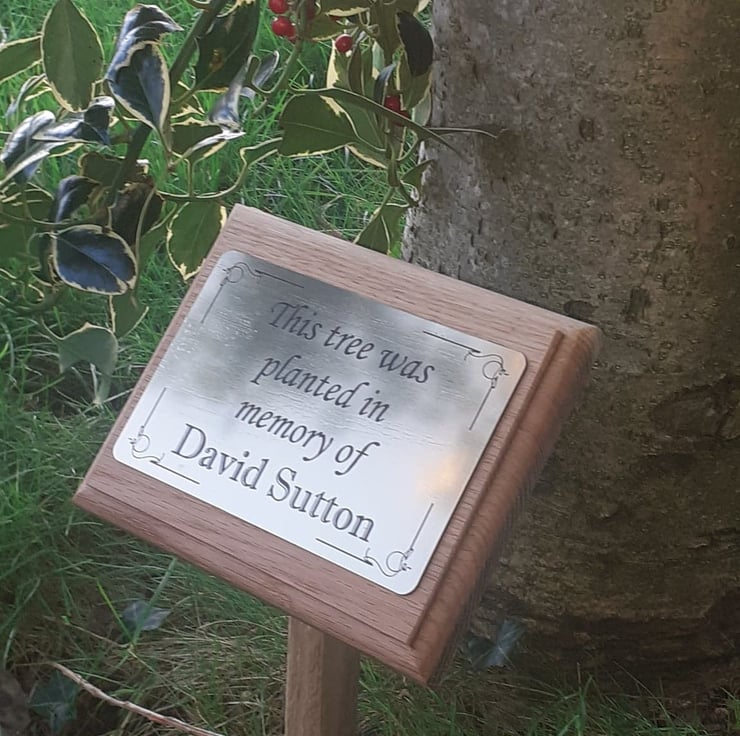 This tree was
planted in
memory of
David Sutton